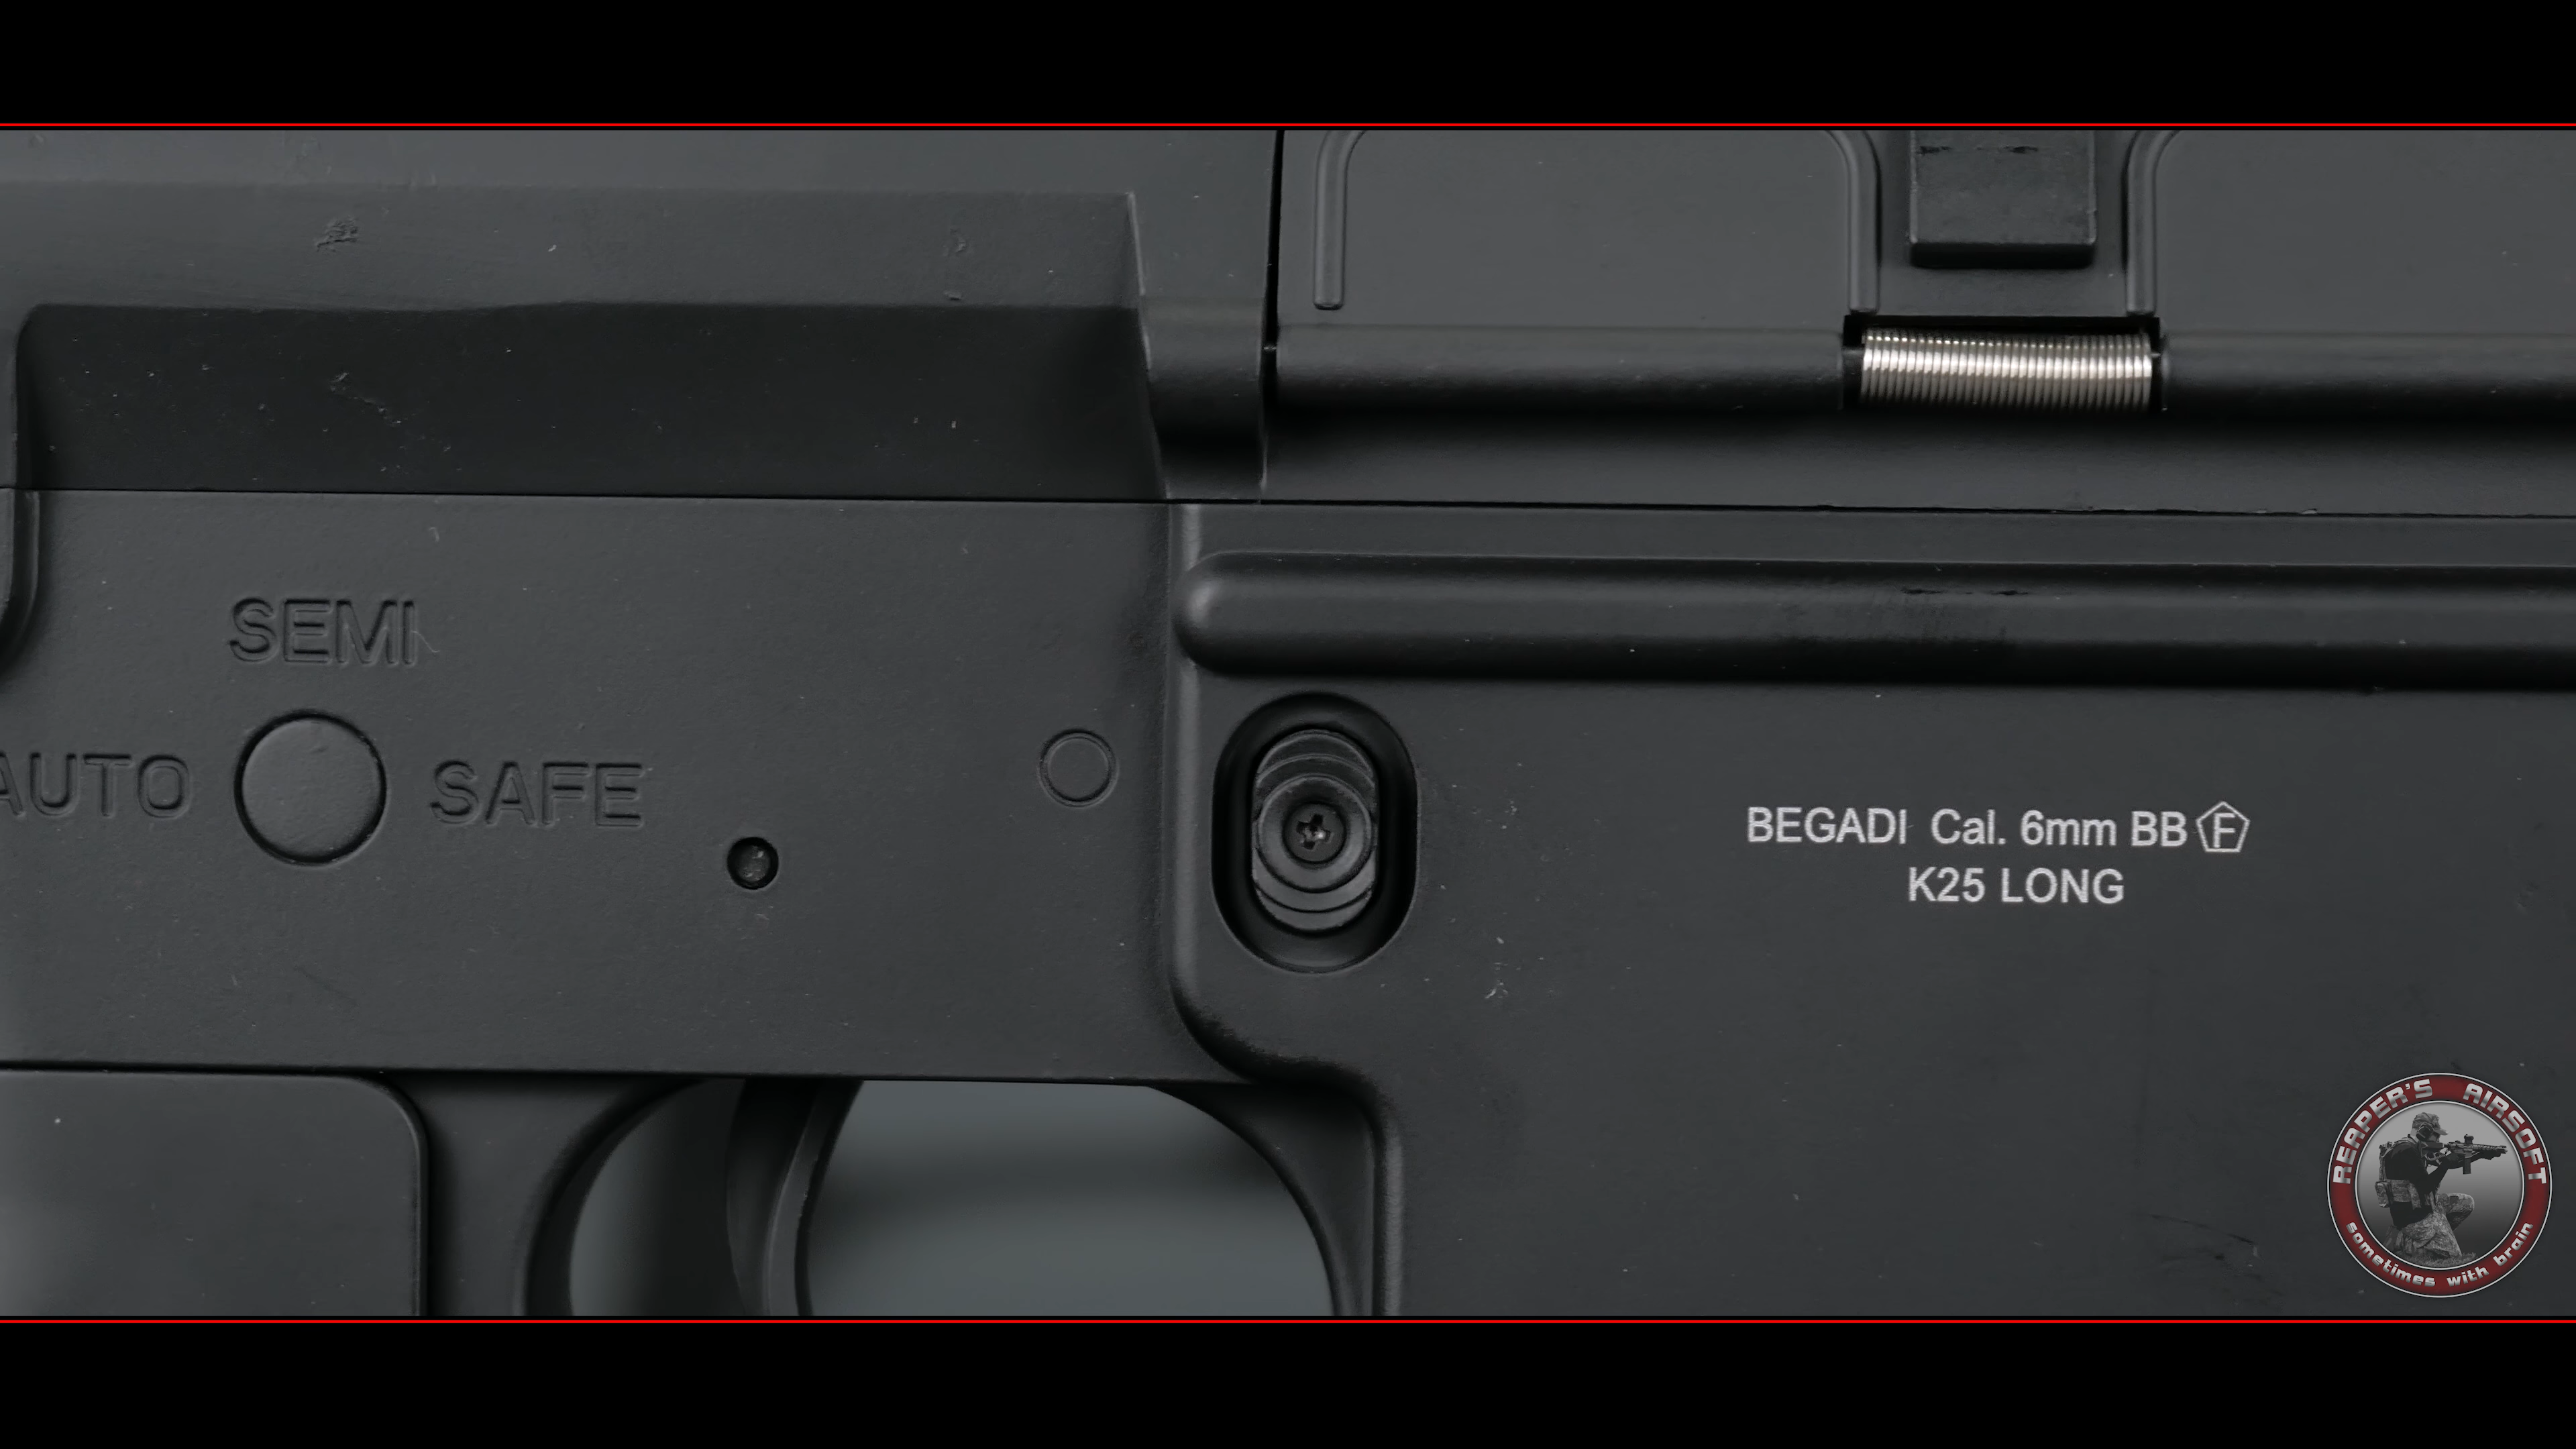 SEMI
AUTO SAFE
BEGADI Cal. 6mm BB F
K25 LONG
REAPER'S AIRSOFT
sometimes with brain